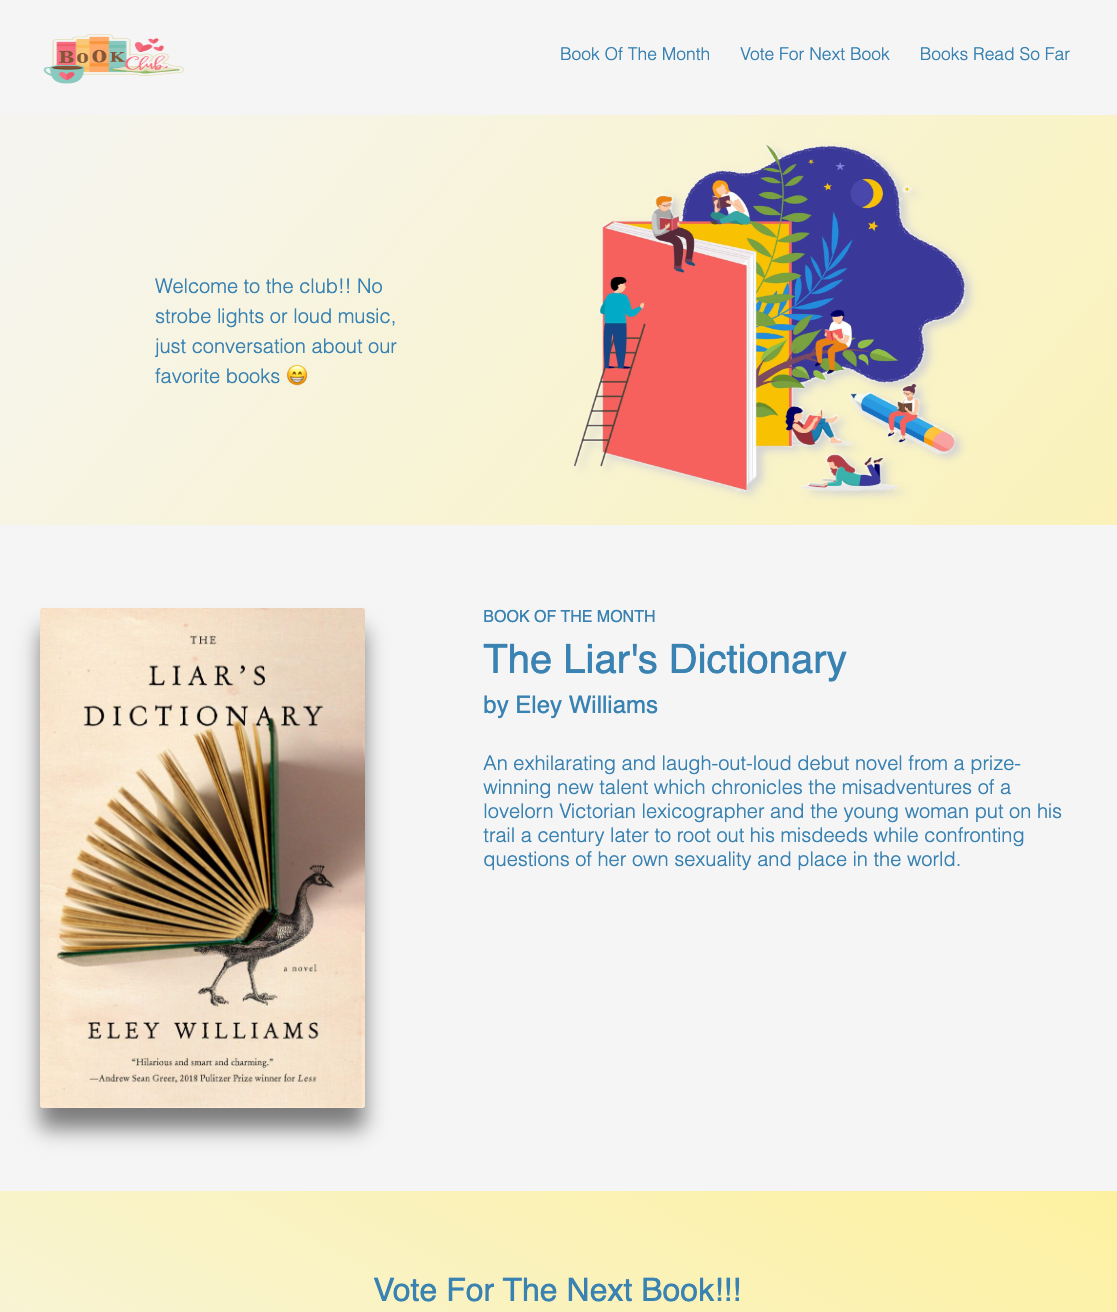 BOOK
Club
Book Of The Month
Vote For Next Book
Books Read So Far
Welcome to the club!! No
strobe lights or loud music,
just conversation about our
favorite books 😁
THE
LIAR’S
DICTIONARY
a novel
ELEY WILLIAMS
“Hilarious and smart and charming.”
—Andrew Sean Greer, 2018 Pulitzer Prize winner for Less
BOOK OF THE MONTH
The Liar's Dictionary
by Eley Williams
An exhilarating and laugh-out-loud debut novel from a prize-
winning new talent which chronicles the misadventures of a
lovelorn Victorian lexicographer and the young woman put on his
trail a century later to root out his misdeeds while confronting
questions of her own sexuality and place in the world.
Vote For The Next Book!!!